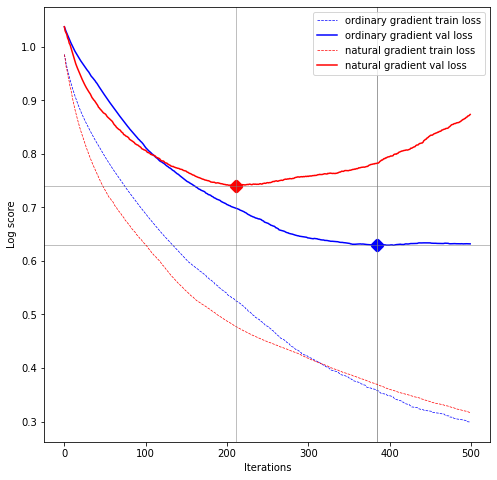 ordinary gradient train loss
ordinary gradient val loss
natural gradient train loss
natural gradient val loss
1.0
0.9
0.8
0.7
0.6
0.5
0.4
0.3
Log score
0 100 200 300 400 500
Iterations